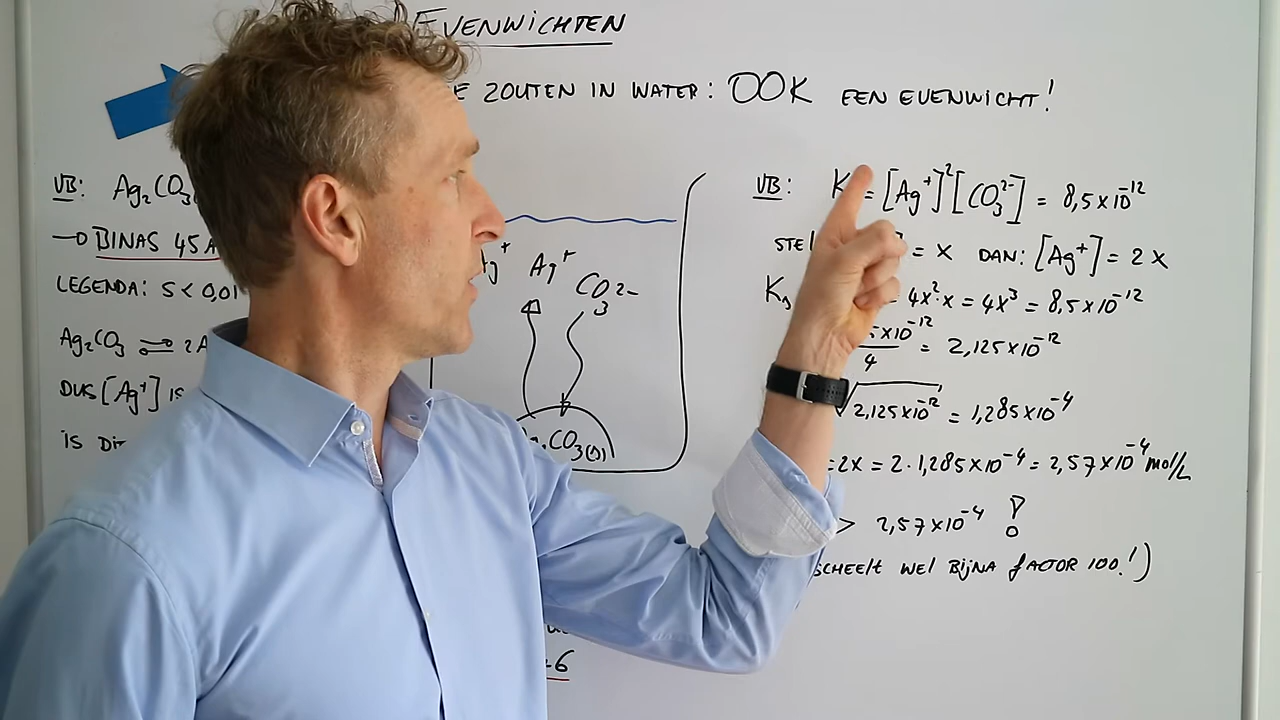 EVENWICHTEN
ZOUTEN IN WATER: OOK EEN EVENWICHT!
VB: Ag₂CO₃
→ BINAS 45A
LEGENDA: S < 0,01
Ag₂CO₃ ⇌ 2A
DUS [Ag⁺] IS
IS
Ag⁺ CO₃²⁻
CO₃(s)
VB: K = [Ag⁺]²[CO₃²⁻] = 8,5×10⁻¹²
= x DAN: [Ag⁺] = 2x
Ks = 4x²x = 4x³ = 8,5×10⁻¹²
5×10⁻¹²/4 = 2,125×10⁻¹²
√2,125×10⁻¹² = 1,285×10⁻⁴
=2x = 2·1,285×10⁻⁴ = 2,57×10⁻⁴ mol/L
> 2,57×10⁻⁴ !
SCHEELT WEL BIJNA FACTOR 100!)
-6